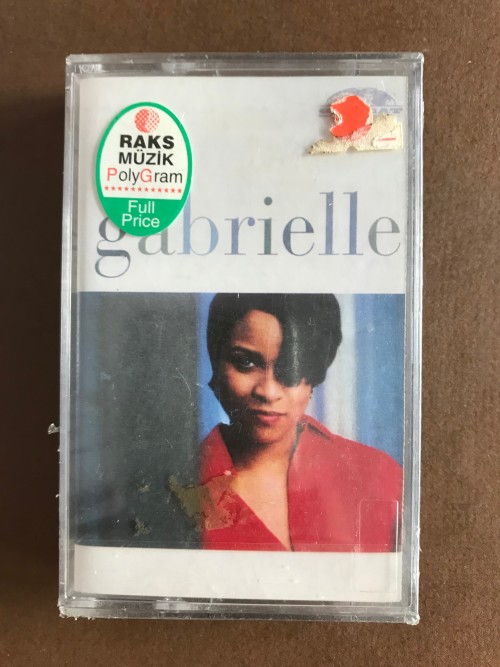 RAKS
MÜZİK
PolyGram
Full
Price
gabrielle